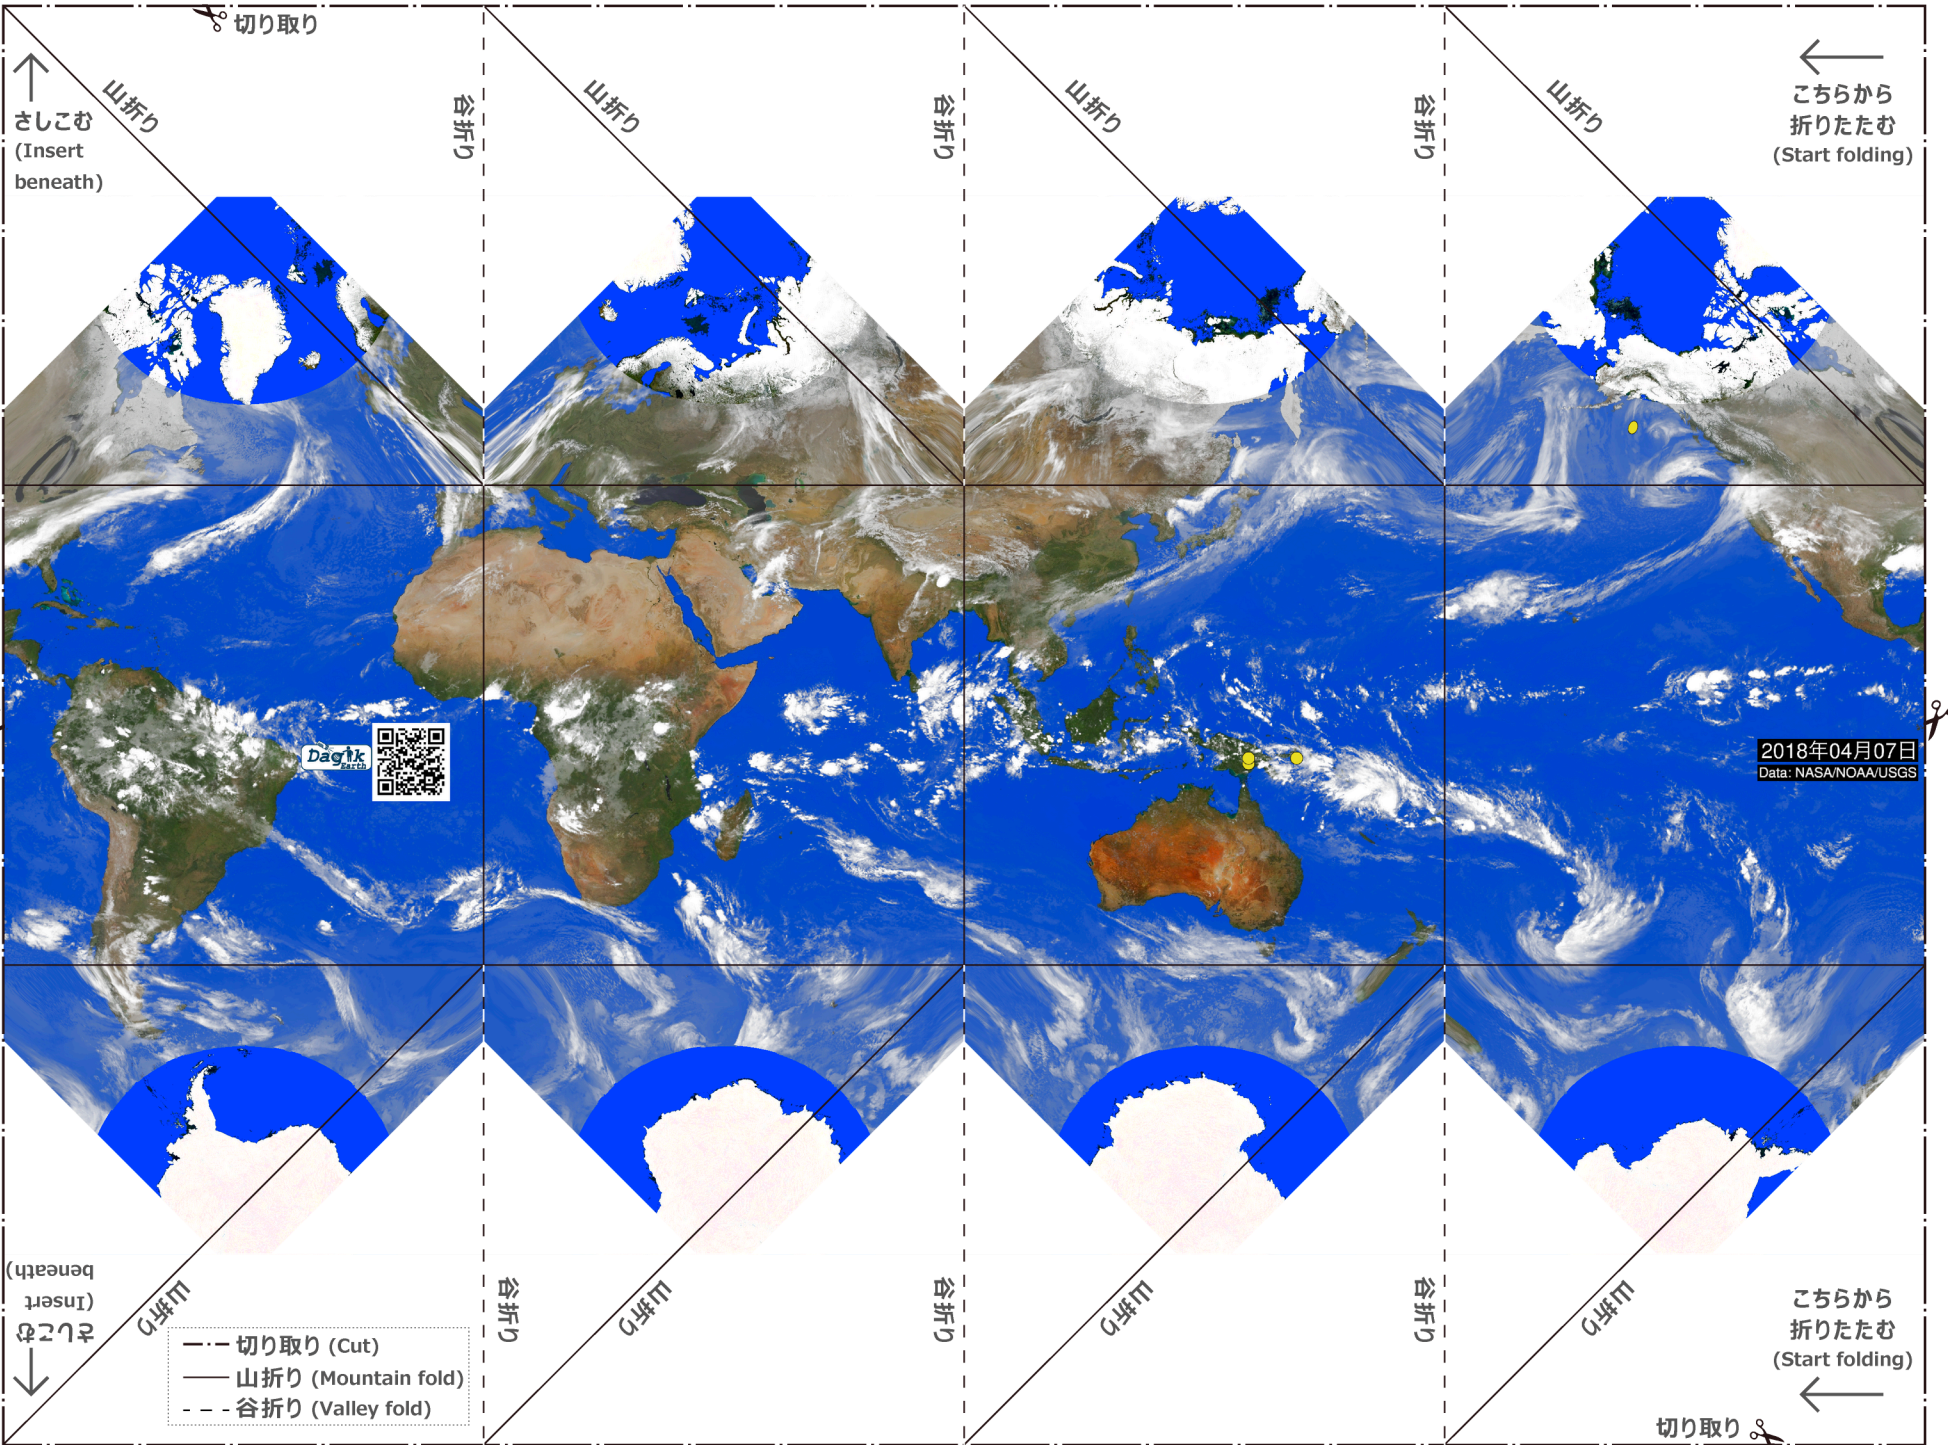 切り取り
山折り
谷折り
山折り
谷折り
山折り
谷折り
山折り
さしこむ
(Insert
beneath)
こちらから
折りたたむ
(Start folding)
Dagik
Earth
2018年04月07日
Data: NASA/NOAA/USGS
さしこむ
(Insert
beneath)
山折り
谷折り
山折り
谷折り
山折り
谷折り
山折り
こちらから
折りたたむ
(Start folding)
切り取り (Cut)
山折り (Mountain fold)
谷折り (Valley fold)
切り取り